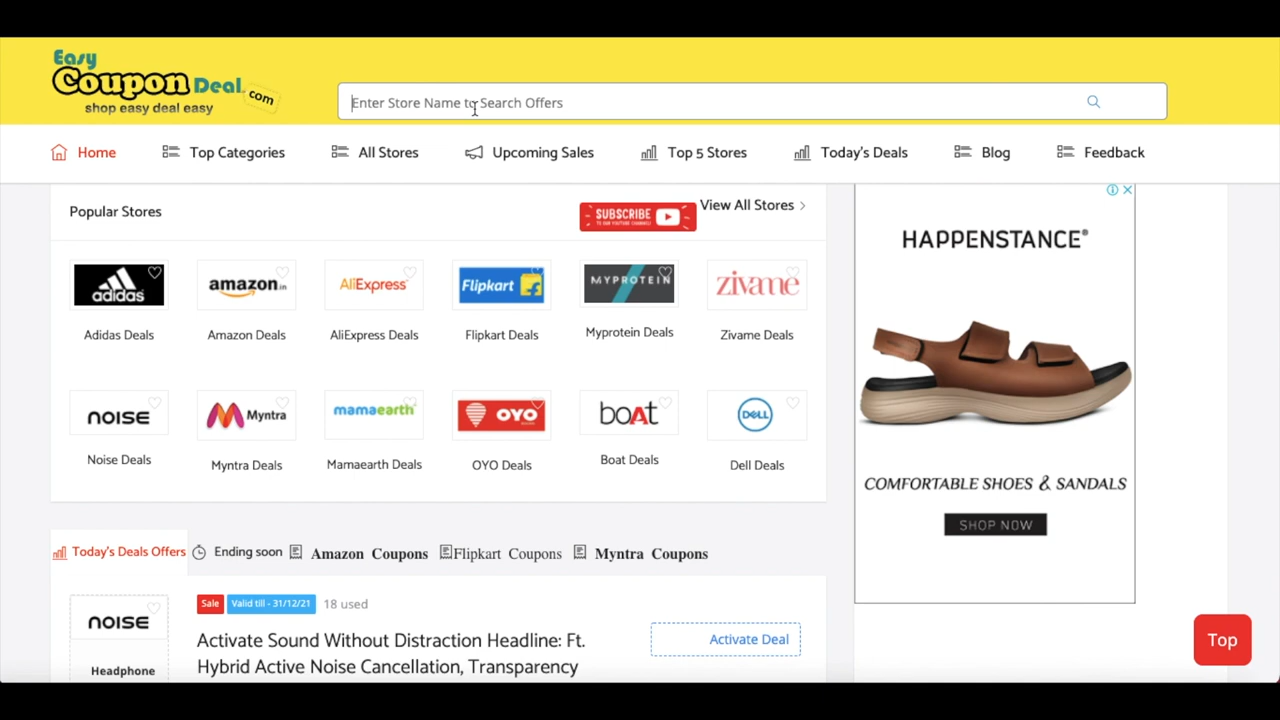 Easy
Coupon Deal
.com
shop easy deal easy
Enter Store Name to Search Offers
Home Top Categories All Stores Upcoming Sales Top 5 Stores Today's Deals Blog Feedback
Popular Stores
SUBSCRIBE
View All Stores >
adidas amazon.in AliExpress Flipkart MYPROTEIN zivame
Adidas Deals Amazon Deals AliExpress Deals Flipkart Deals Myprotein Deals Zivame Deals
noise Myntra mamaearth OYO boAt DELL
Noise Deals Myntra Deals Mamaearth Deals OYO Deals Boat Deals Dell Deals
Today's Deals Offers Ending soon Amazon Coupons Flipkart Coupons Myntra Coupons
noise
Headphone
Sale Valid till - 31/12/21 18 used
Activate Sound Without Distraction Headline: Ft.
Hybrid Active Noise Cancellation, Transparency
Activate Deal
HAPPENSTANCE®
COMFORTABLE SHOES & SANDALS
SHOP NOW
Top